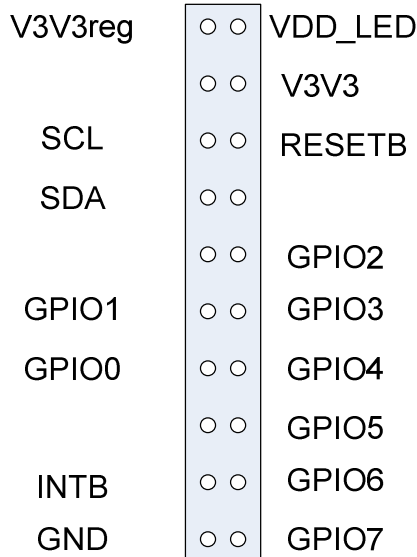 V3V3reg VDD_LED
V3V3
SCL RESETB
SDA
GPIO2
GPIO1 GPIO3
GPIO0 GPIO4
GPIO5
INTB GPIO6
GND GPIO7